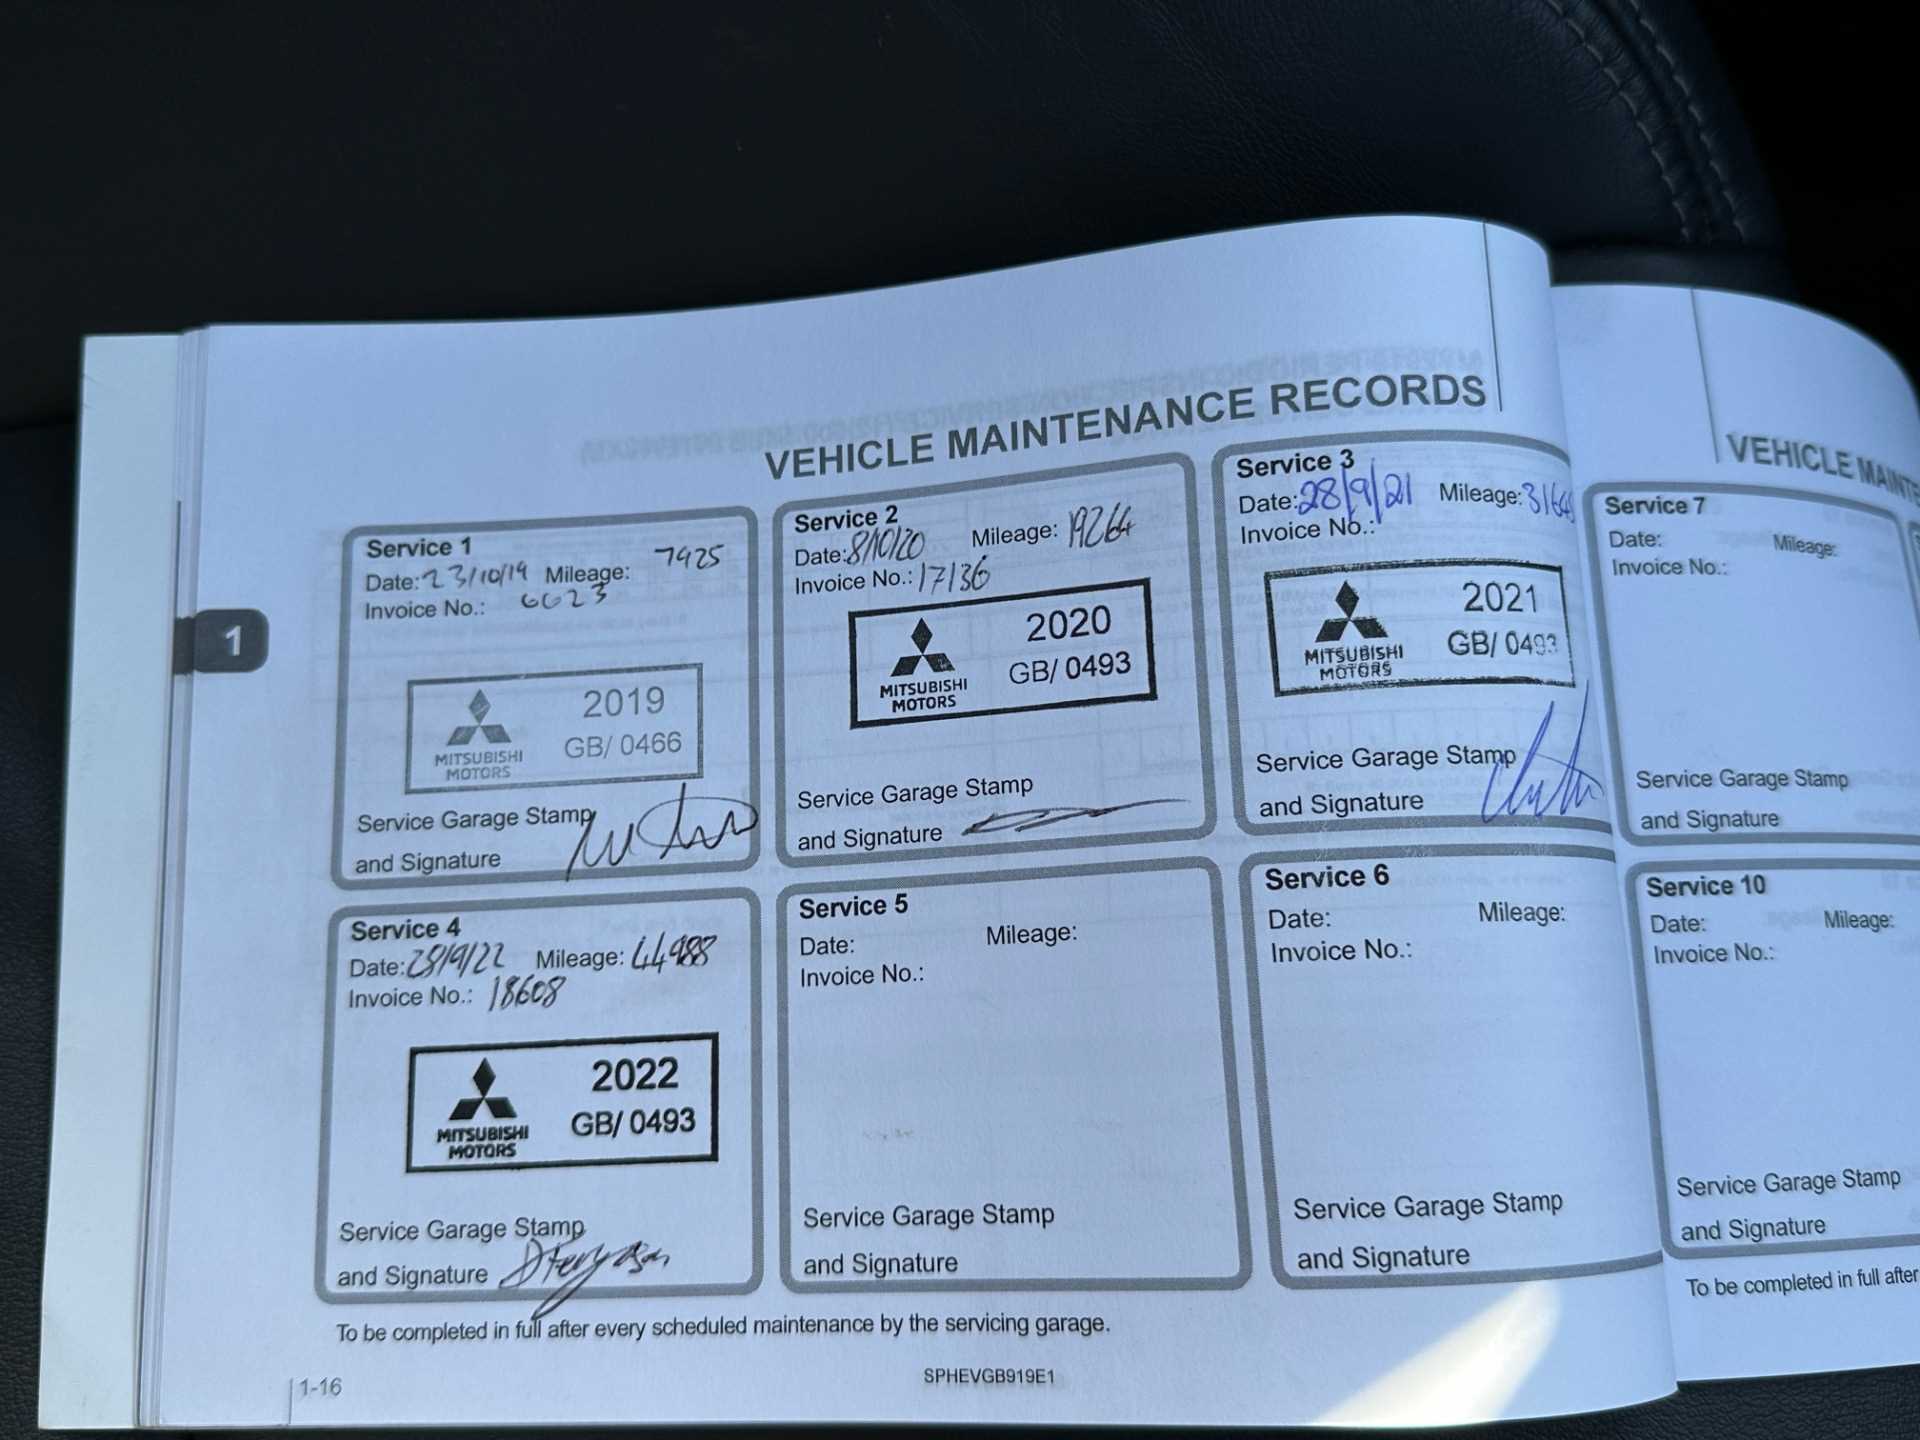 VEHICLE MAINTENANCE RECORDS
Service 1
Date: 23/10/19 Mileage: 7425
Invoice No.: 6623
MITSUBISHI
MOTORS
2019
GB/ 0466
Service Garage Stamp
and Signature
Service 2
Date: 8/10/20 Mileage: 19264
Invoice No.: 17136
MITSUBISHI
MOTORS
2020
GB/ 0493
Service Garage Stamp
and Signature
Service 3
Date: 28/9/21 Mileage:
Invoice No.:
MITSUBISHI
MOTORS
2021
GB/ 0493
Service Garage Stamp
and Signature
1
Service 4
Date: 28/9/22 Mileage: 44988
Invoice No.: 18608
MITSUBISHI
MOTORS
2022
GB/ 0493
Service Garage Stamp
and Signature
Service 5
Date: Mileage:
Invoice No.:
Service Garage Stamp
and Signature
Service 6
Date: Mileage:
Invoice No.:
Service Garage Stamp
and Signature
To be completed in full after every scheduled maintenance by the servicing garage.
1-16
SPHEVGB919E1
VEHICLE
Service 7
Date: Mileage:
Invoice No.:
Service Garage Stamp
and Signature
Service 10
Date: Mileage:
Invoice No.:
Service Garage Stamp
and Signature
To be completed in full after